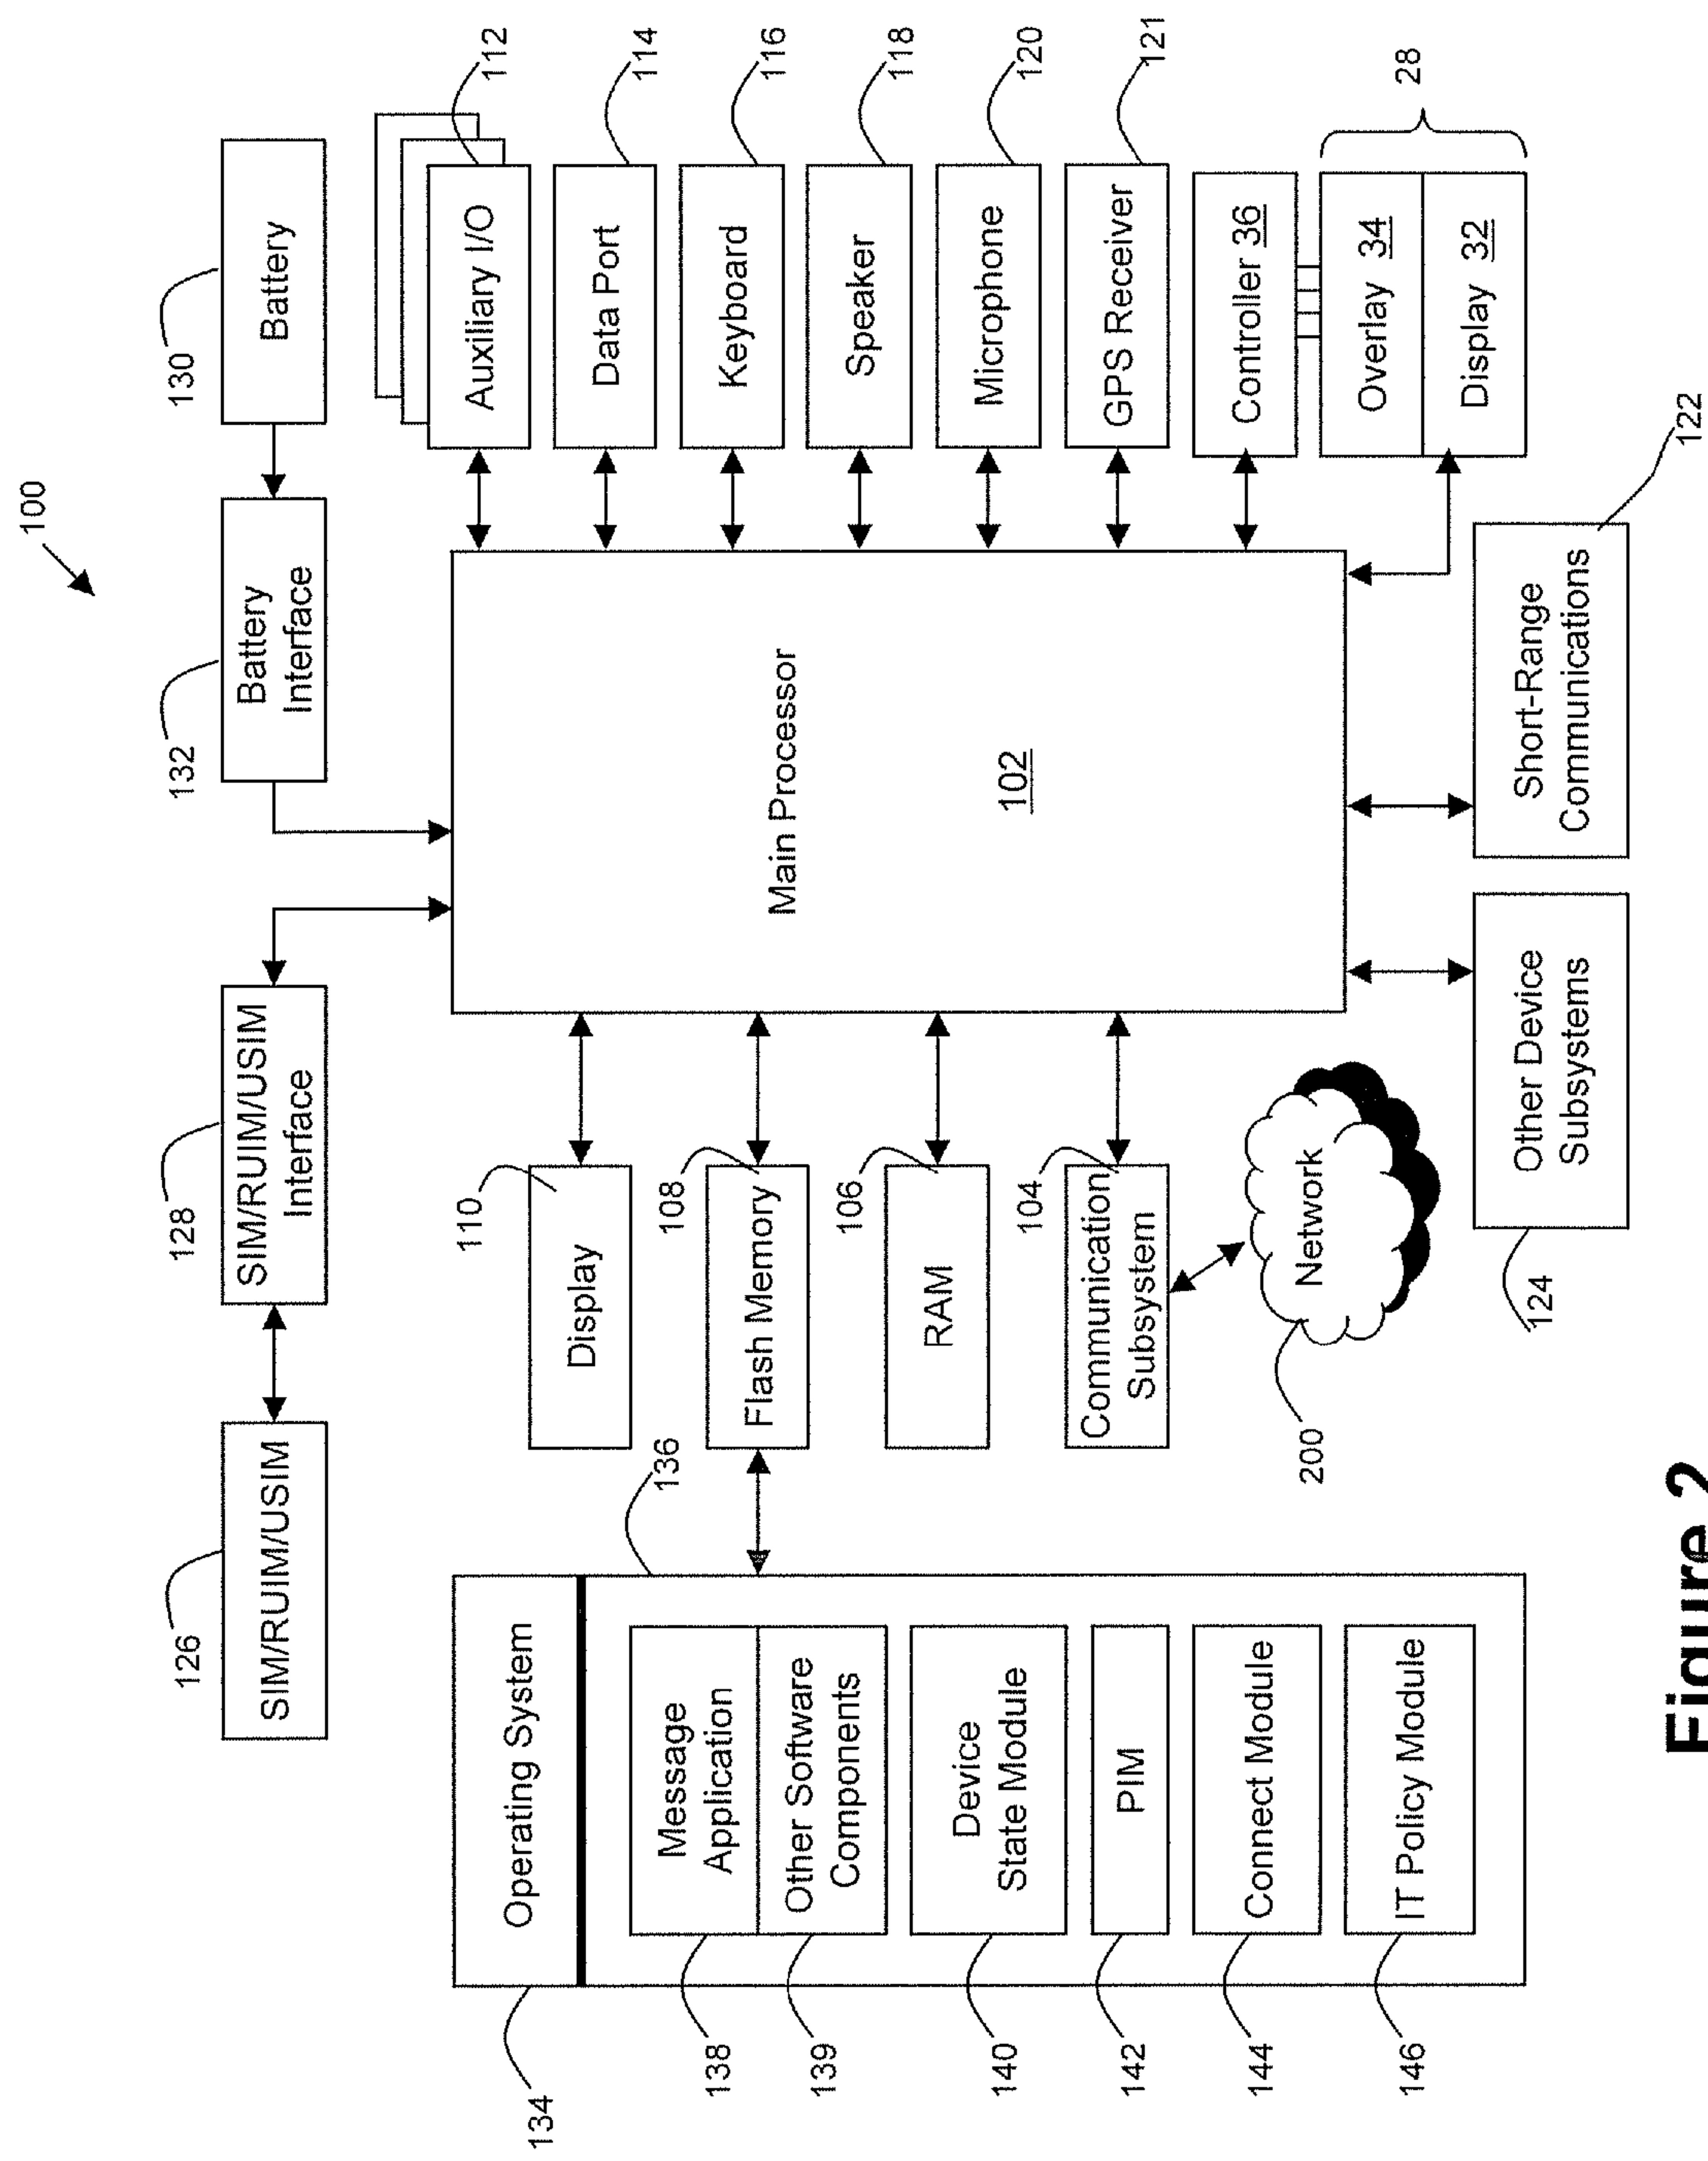 100
126
SIM/RUIM/USIM
128
SIM/RUIM/USIM
Interface
132
Battery
Interface
130
Battery
134
Operating System
136
138
Message
Application
139
Other Software
Components
140
Device
State Module
142
PIM
144
Connect Module
146
IT Policy Module
110
Display
108
Flash Memory
106
RAM
104
Communication
Subsystem
200
Network
Main Processor
102
112
Auxiliary I/O
114
Data Port
116
Keyboard
118
Speaker
120
Microphone
121
GPS Receiver
Controller 36
28
Overlay 34
Display 32
124
Other Device
Subsystems
122
Short-Range
Communications
Figure 2